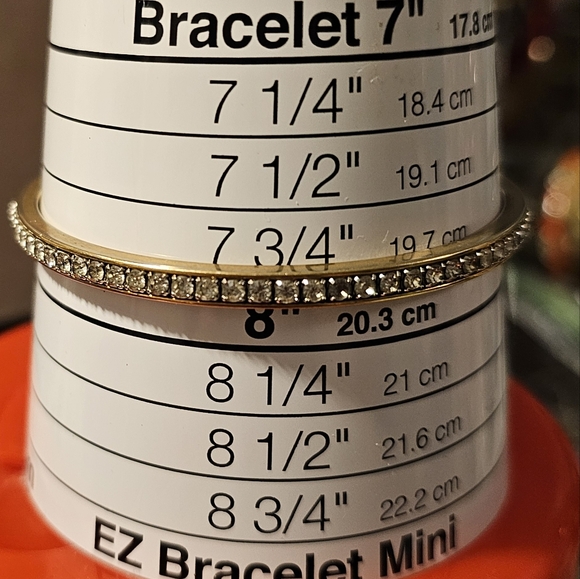 Bracelet 7" 17.8 cm
7 1/4" 18.4 cm
7 1/2" 19.1 cm
7 3/4" 19.7 cm
8" 20.3 cm
8 1/4" 21 cm
8 1/2" 21.6 cm
8 3/4" 22.2 cm
EZ Bracelet Mini